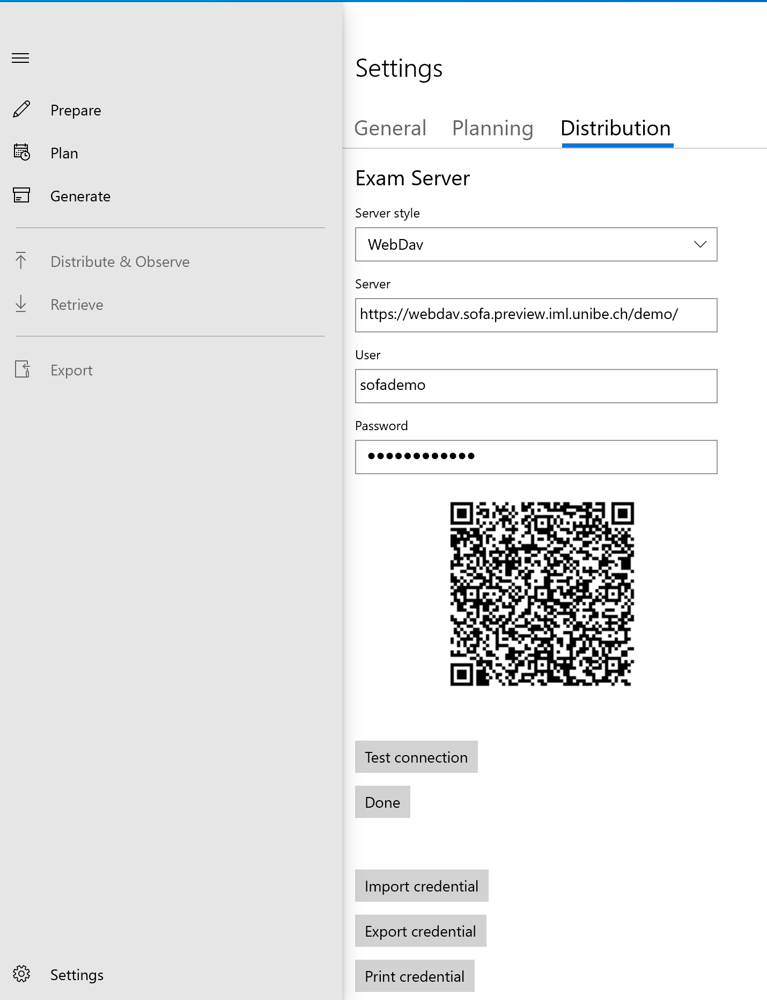 Prepare
Plan
Generate
Distribute & Observe
Retrieve
Export
Settings
Settings
General Planning Distribution
Exam Server
Server style
WebDav
Server
https://webdav.sofa.preview.iml.unibe.ch/demo/
User
sofademo
Password
Test connection
Done
Import credential
Export credential
Print credential